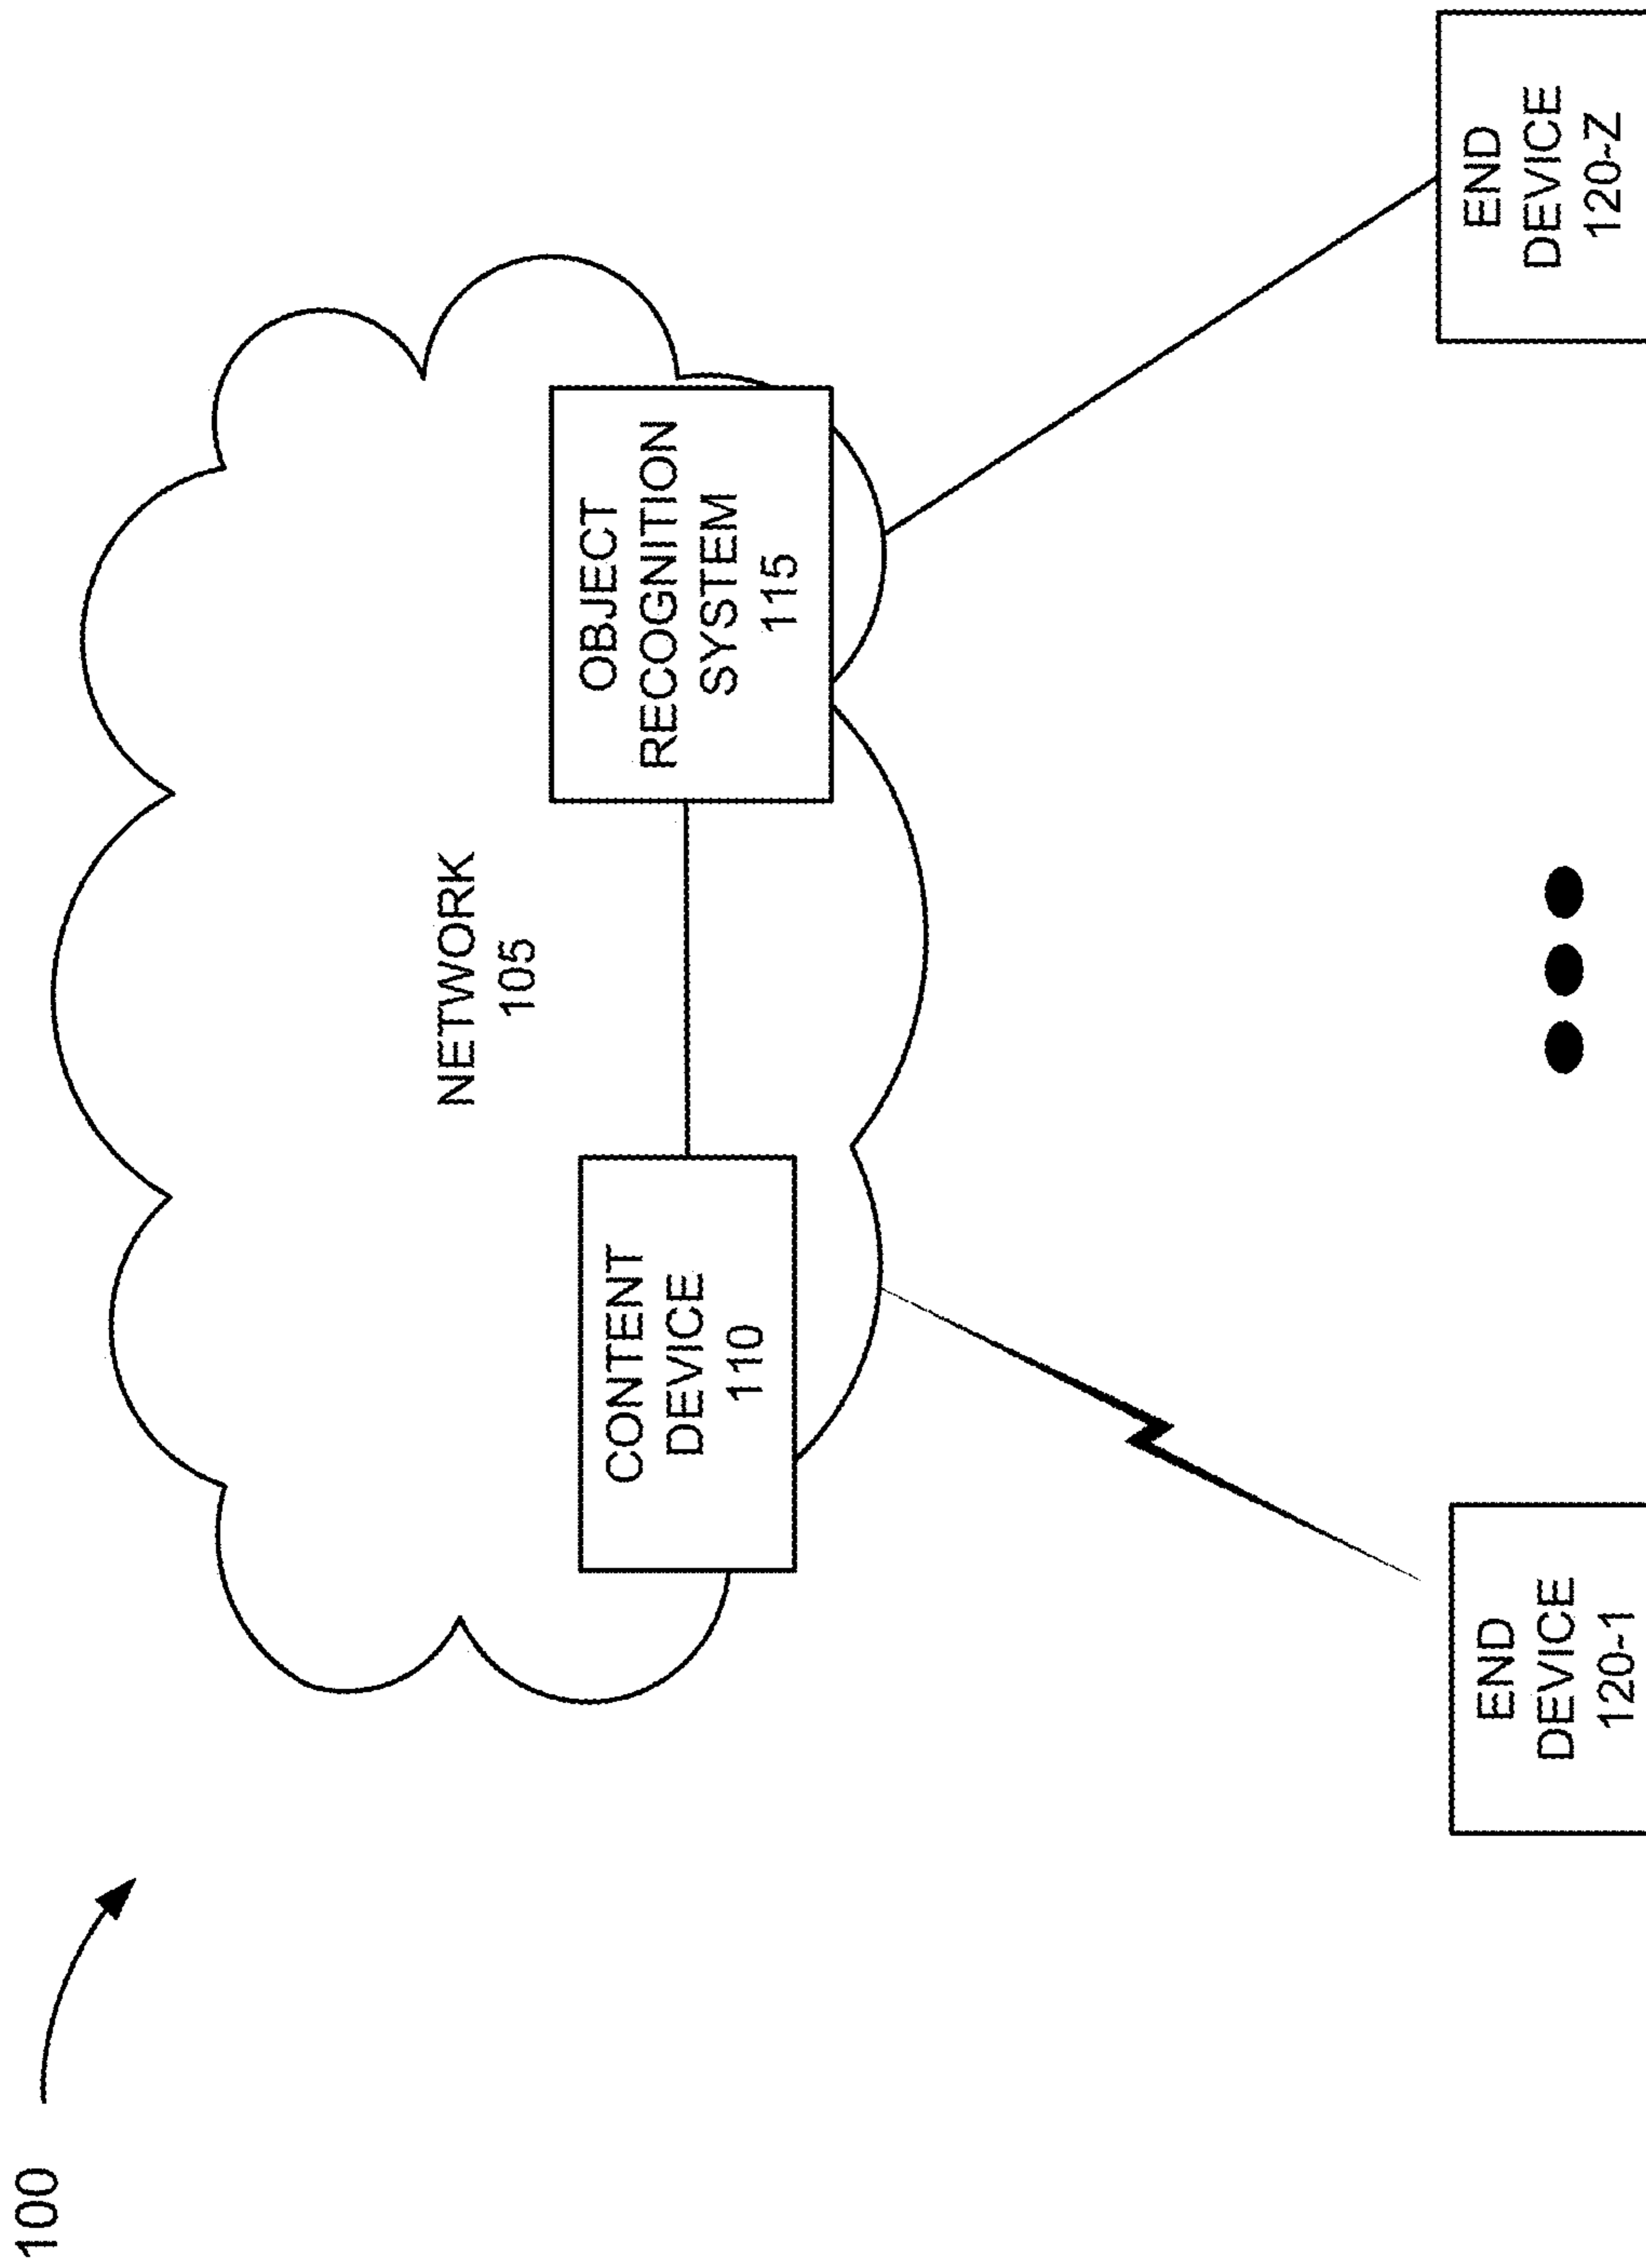 100
NETWORK
105
CONTENT
DEVICE
110
OBJECT
RECOGNITION
SYSTEM
115
END
DEVICE
120-1
END
DEVICE
120-Z